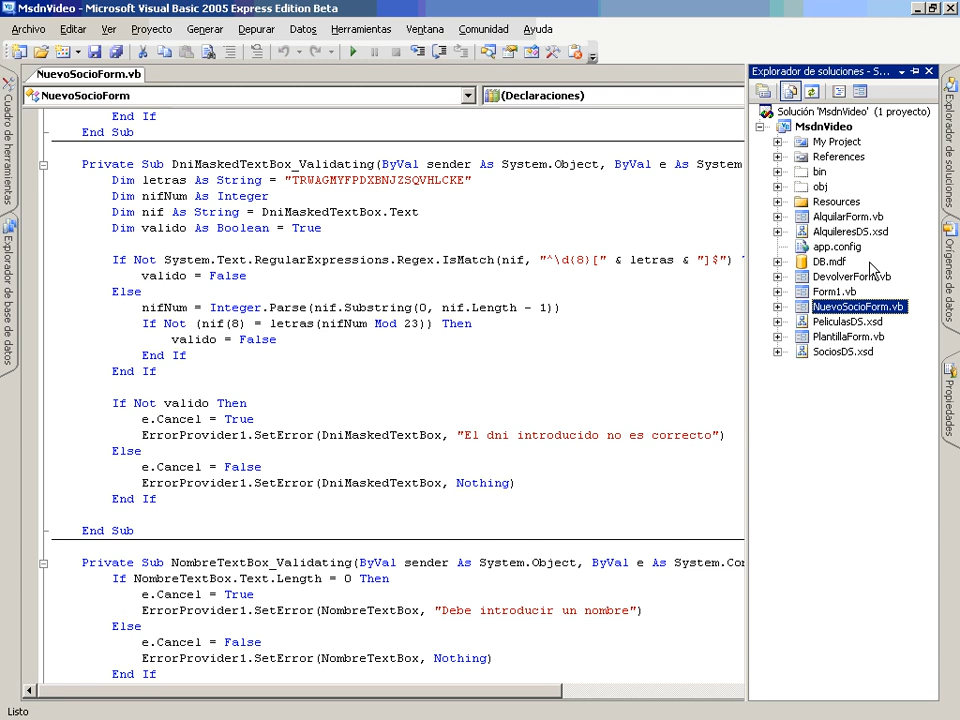 MsdnVideo - Microsoft Visual Basic 2005 Express Edition Beta
Archivo Editar Ver Proyecto Generar Depurar Datos Herramientas Ventana Comunidad Ayuda
NuevoSocioForm.vb
NuevoSocioForm (Declaraciones)
End If
End Sub
Private Sub DniMaskedTextBox_Validating(ByVal sender As System.Object, ByVal e As System
Dim letras As String = "TRWAGMYFPDXBNJZSQVHLCKE"
Dim nifNum As Integer
Dim nif As String = DniMaskedTextBox.Text
Dim valido As Boolean = True
If Not System.Text.RegularExpressions.Regex.IsMatch(nif, "^\d{8}[" & letras & "]$")
valido = False
Else
nifNum = Integer.Parse(nif.Substring(0, nif.Length - 1))
If Not (nif(8) = letras(nifNum Mod 23)) Then
valido = False
End If
End If
If Not valido Then
e.Cancel = True
ErrorProvider1.SetError(DniMaskedTextBox, "El dni introducido no es correcto")
Else
e.Cancel = False
ErrorProvider1.SetError(DniMaskedTextBox, Nothing)
End If
End Sub
Private Sub NombreTextBox_Validating(ByVal sender As System.Object, ByVal e As System.Co
If NombreTextBox.Text.Length = 0 Then
e.Cancel = True
ErrorProvider1.SetError(NombreTextBox, "Debe introducir un nombre")
Else
e.Cancel = False
ErrorProvider1.SetError(NombreTextBox, Nothing)
End If
Explorador de soluciones - S...
Solución 'MsdnVideo' (1 proyecto)
MsdnVideo
My Project
References
bin
obj
Resources
AlquilarForm.vb
AlquileresDS.xsd
app.config
DB.mdf
DevolverForm.vb
Form1.vb
NuevoSocioForm.vb
PeliculasDS.xsd
PlantillaForm.vb
SociosDS.xsd
Cuadro de herramientas
Explorador de base de datos
Explorador de soluciones
Orígenes de datos
Propiedades
Listo